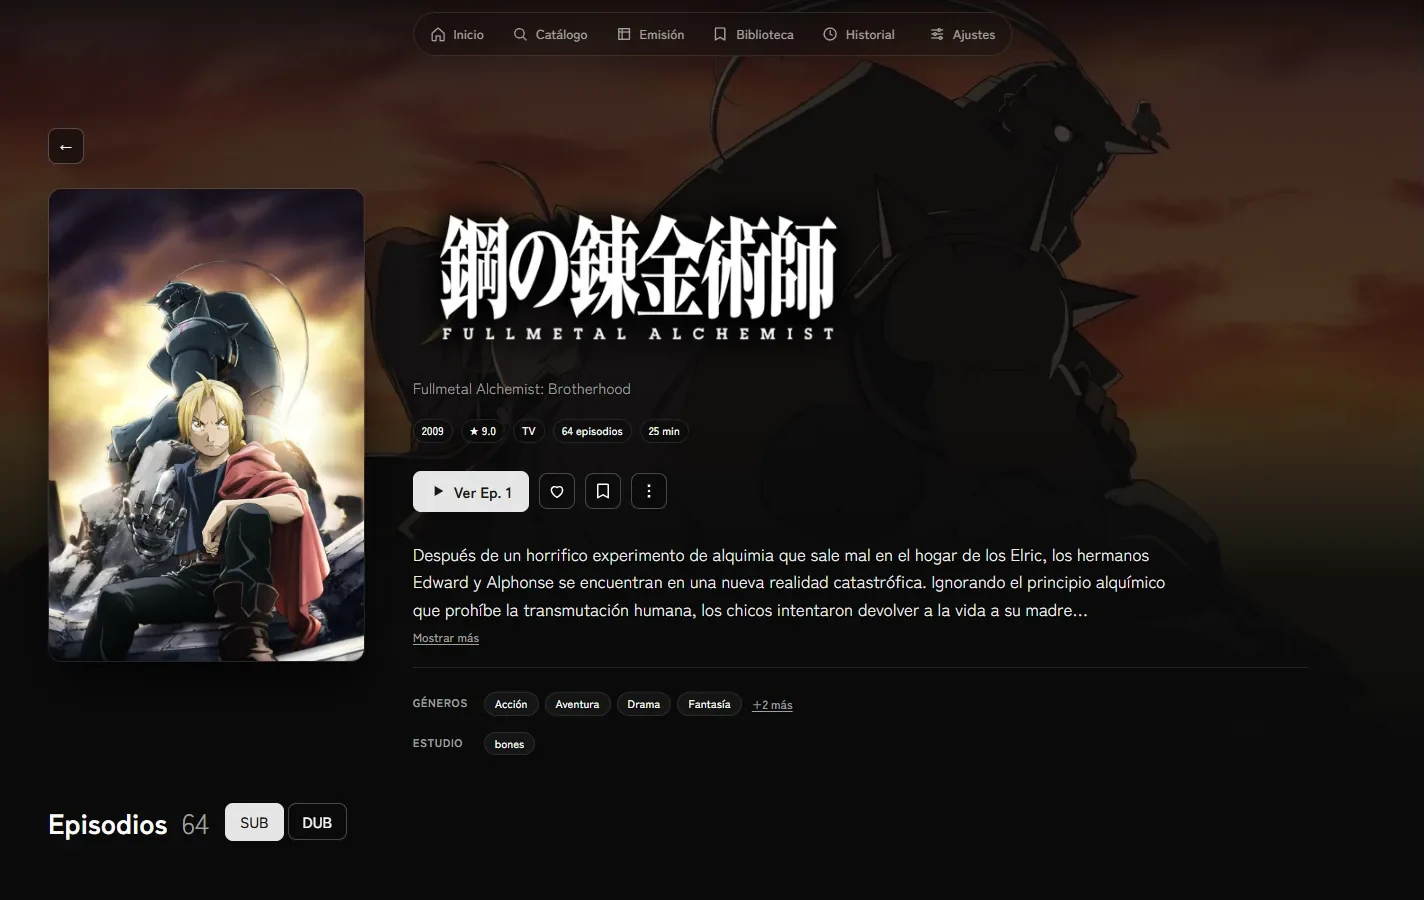 Inicio Catálogo Emisión Biblioteca Historial Ajustes
←
鋼の錬金術師
FULLMETAL ALCHEMIST
Fullmetal Alchemist: Brotherhood
2009 ★ 9.0 TV 64 episodios 25 min
Ver Ep. 1
Después de un horrifico experimento de alquimia que sale mal en el hogar de los Elric, los hermanos
Edward y Alphonse se encuentran en una nueva realidad catastrófica. Ignorando el principio alquímico
que prohíbe la transmutación humana, los chicos intentaron devolver a la vida a su madre...
Mostrar más
GÉNEROS Acción Aventura Drama Fantasía +2 más
ESTUDIO bones
Episodios 64 SUB DUB